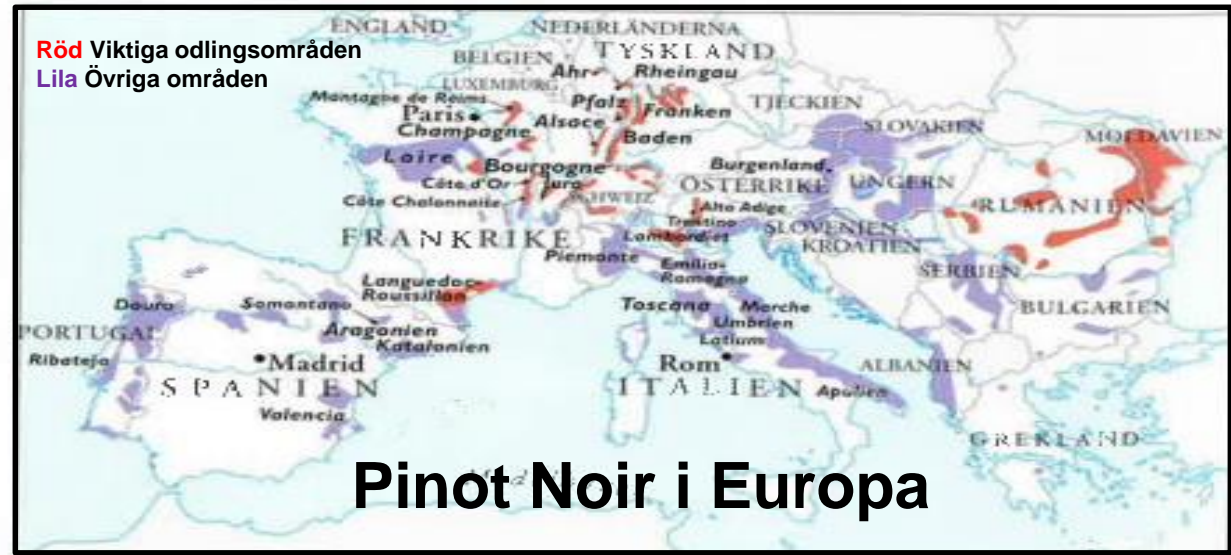 ENGLAND
NEDERLÄNDERNA
Röd Viktiga odlingsområden
Lila Övriga områden
BELGIEN
TYSKLAND
Ahr
Rheingau
LUXEMBURG
Montagne de Reims
Pfalz
Franken
TJECKIEN
Paris
Champagne
Alsace
SLOVAKIEN
MOLDAVIEN
Baden
Loire
Bourgogne
Burgenland
Côte d'Or
Jura
ÖSTERRIKE
UNGERN
Côte Chalonnaise
SCHWEIZ
Alto Adige
RUMÄNIEN
Trentino
SLOVENIEN
FRANKRIKE
Lombardiet
KROATIEN
Piemonte
Emilia-
Romagna
SERBIEN
Languedoc-
Roussillon
Douro
Somontano
Toscana
Marche
BULGARIEN
PORTUGAL
Aragonien
Umbrien
Katalonien
Latium
Ribatejo
Madrid
Rom
ALBANIEN
SPANIEN
ITALIEN
Apulien
Valencia
GREKLAND
Pinot Noir i Europa